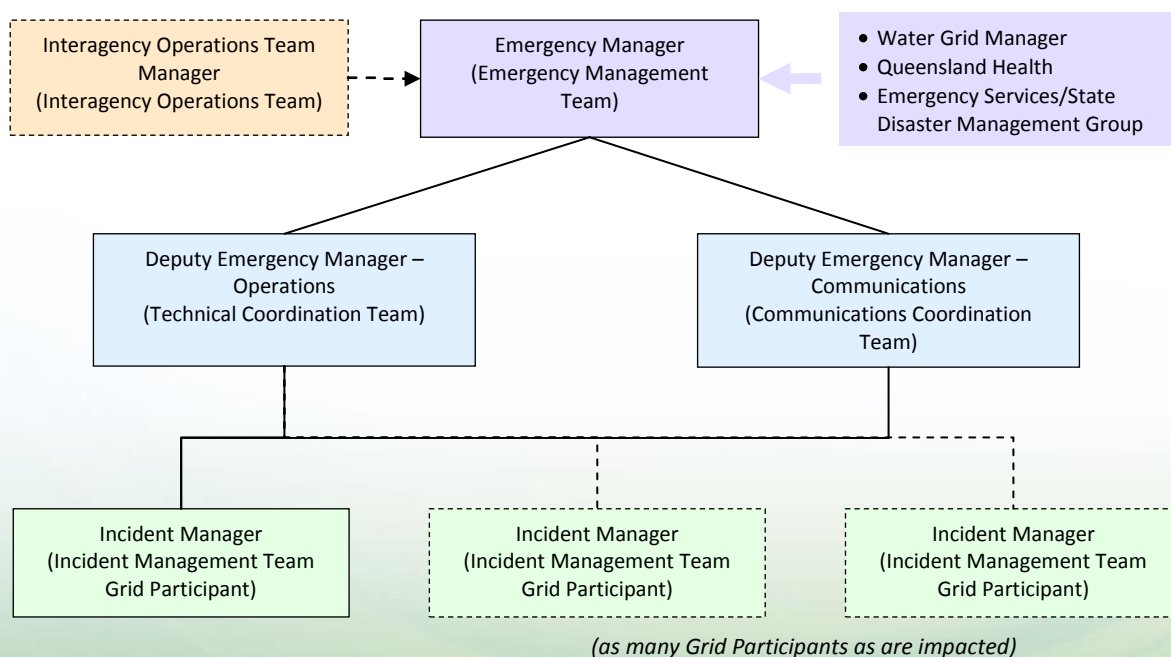 Interagency Operations Team
Manager
(Interagency Operations Team)
Emergency Manager
(Emergency Management
Team)
• Water Grid Manager
• Queensland Health
• Emergency Services/State
Disaster Management Group
Deputy Emergency Manager –
Operations
(Technical Coordination Team)
Deputy Emergency Manager –
Communications
(Communications Coordination
Team)
Incident Manager
(Incident Management Team
Grid Participant)
Incident Manager
(Incident Management Team
Grid Participant)
Incident Manager
(Incident Management Team
Grid Participant)
(as many Grid Participants as are impacted)